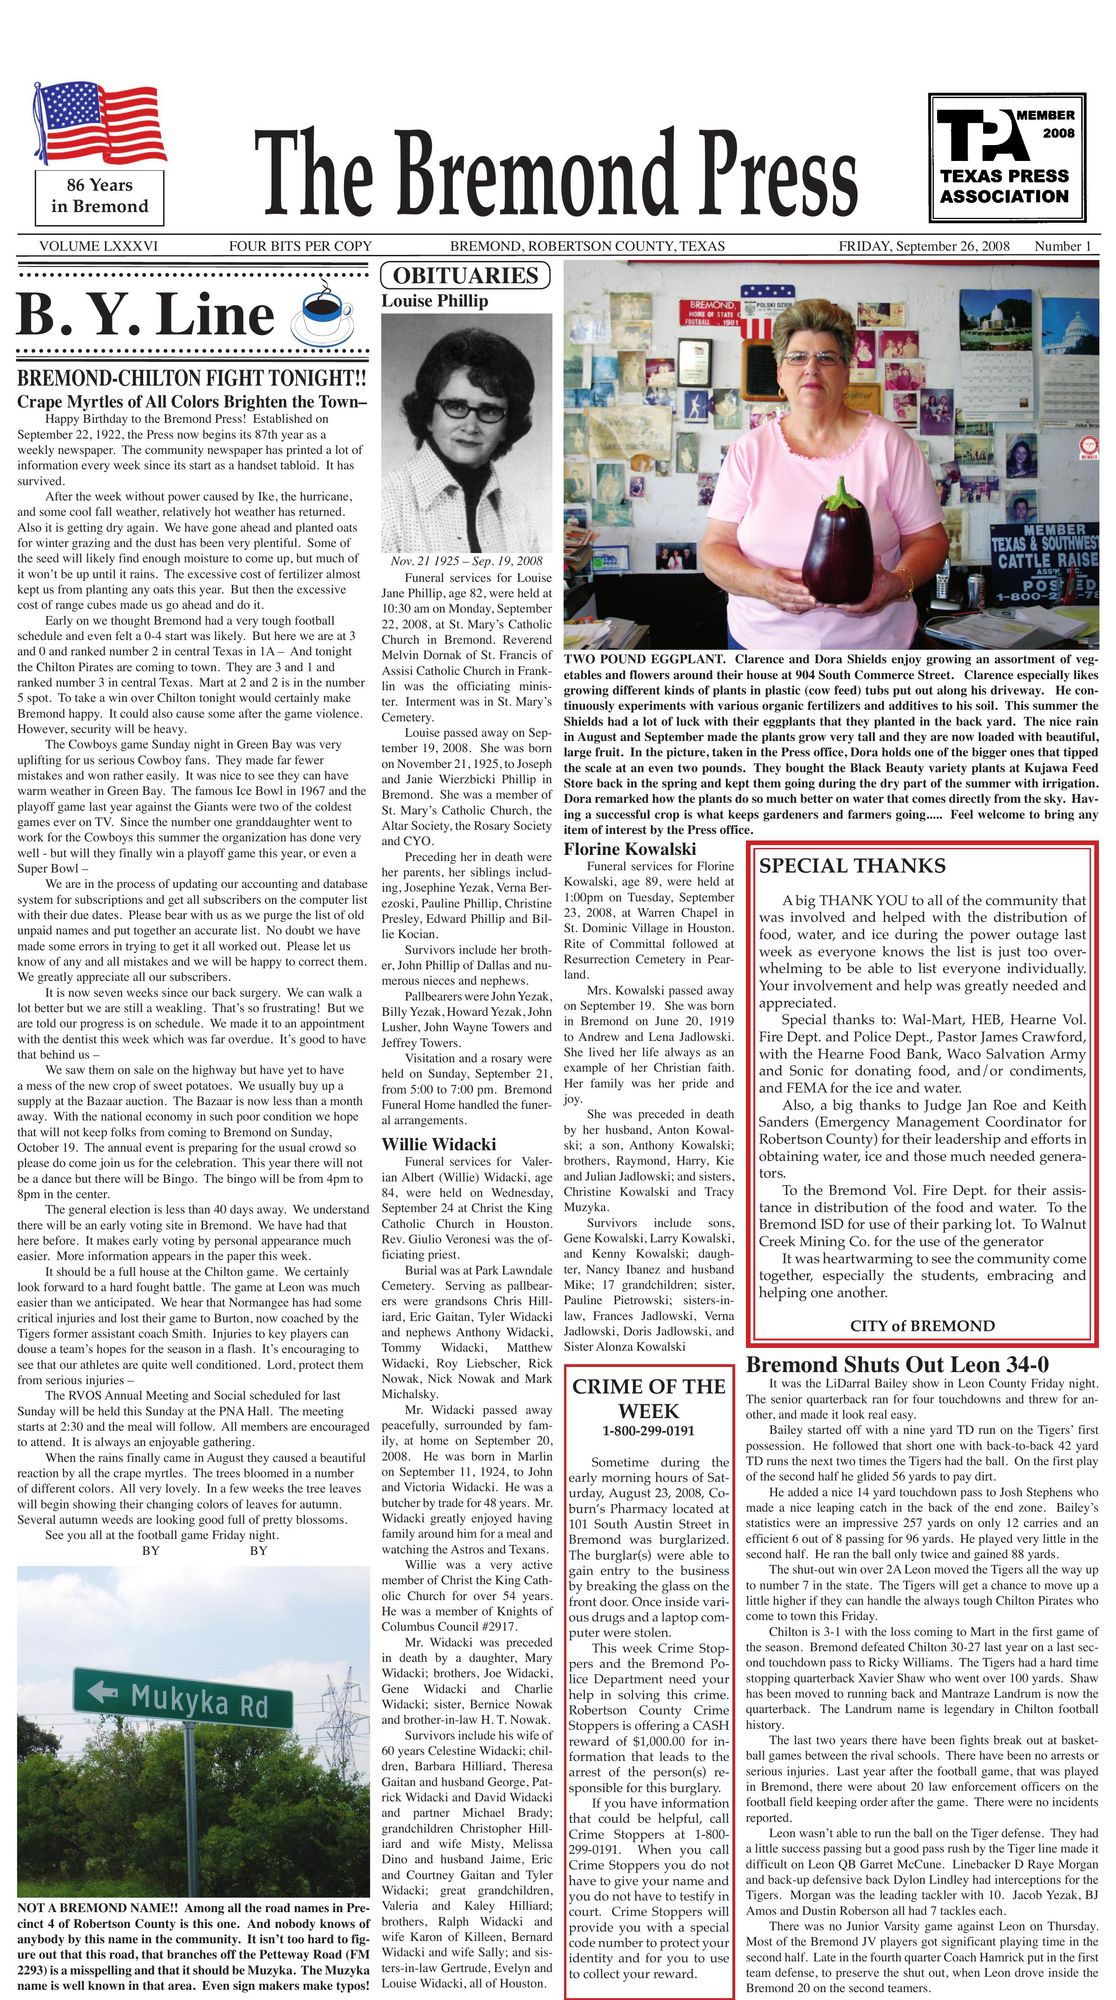 86 Years
in Bremond
The Bremond Press
TPA MEMBER
2008
TEXAS PRESS
ASSOCIATION
VOLUME LXXXVI FOUR BITS PER COPY BREMOND, ROBERTSON COUNTY, TEXAS FRIDAY, September 26, 2008 Number 1
B. Y. Line
BREMOND-CHILTON FIGHT TONIGHT!!
Crape Myrtles of All Colors Brighten the Town–
Happy Birthday to the Bremond Press! Established on
September 22, 1922, the Press now begins its 87th year as a
weekly newspaper. The community newspaper has printed a lot of
information every week since its start as a handset tabloid. It has
survived.
After the week without power caused by Ike, the hurricane,
and some cool fall weather, relatively hot weather has returned.
Also it is getting dry again. We have gone ahead and planted oats
for winter grazing and the dust has been very plentiful. Some of
the seed will likely find enough moisture to come up, but much of
it won't be up until it rains. The excessive cost of fertilizer almost
kept us from planting any oats this year. But then the excessive
cost of range cubes made us go ahead and do it.
Early on we thought Bremond had a very tough football
schedule and even felt a 0-4 start was likely. But here we are at 3
and 0 and ranked number 2 in central Texas in 1A – And tonight
the Chilton Pirates are coming to town. They are 3 and 1 and
ranked number 3 in central Texas. Mart at 2 and 2 is in the number
5 spot. To take a win over Chilton tonight would certainly make
Bremond happy. It could also cause some after the game violence.
However, security will be heavy.
The Cowboys game Sunday night in Green Bay was very
uplifting for us serious Cowboy fans. They made far fewer
mistakes and won rather easily. It was nice to see they can have
warm weather in Green Bay. The famous Ice Bowl in 1967 and the
playoff game last year against the Giants were two of the coldest
games ever on TV. Since the number one granddaughter went to
work for the Cowboys this summer the organization has done very
well - but will they finally win a playoff game this year, or even a
Super Bowl –
We are in the process of updating our accounting and database
system for subscriptions and get all subscribers on the computer list
with their due dates. Please bear with us as we purge the list of old
unpaid names and put together an accurate list. No doubt we have
made some errors in trying to get it all worked out. Please let us
know of any and all mistakes and we will be happy to correct them.
We greatly appreciate all our subscribers.
It is now seven weeks since our back surgery. We can walk a
lot better but we are still a weakling. That's so frustrating! But we
are told our progress is on schedule. We made it to an appointment
with the dentist this week which was far overdue. It's good to have
that behind us –
We saw them on sale on the highway but have yet to have
a mess of the new crop of sweet potatoes. We usually buy up a
supply at the Bazaar auction. The Bazaar is now less than a month
away. With the national economy in such poor condition we hope
that will not keep folks from coming to Bremond on Sunday,
October 19. The annual event is preparing for the usual crowd so
please do come join us for the celebration. This year there will not
be a dance but there will be Bingo. The bingo will be from 4pm to
8pm in the center.
The general election is less than 40 days away. We understand
there will be an early voting site in Bremond. We have had that
here before. It makes early voting by personal appearance much
easier. More information appears in the paper this week.
It should be a full house at the Chilton game. We certainly
look forward to a hard fought battle. The game at Leon was much
easier than we anticipated. We hear that Normangee has had some
critical injuries and lost their game to Burton, now coached by the
Tigers former assistant coach Smith. Injuries to key players can
douse a team's hopes for the season in a flash. It's encouraging to
see that our athletes are quite well conditioned. Lord, protect them
from serious injuries –
The RVOS Annual Meeting and Social scheduled for last
Sunday will be held this Sunday at the PNA Hall. The meeting
starts at 2:30 and the meal will follow. All members are encouraged
to attend. It is always an enjoyable gathering.
When the rains finally came in August they caused a beautiful
reaction by all the crape myrtles. The trees bloomed in a number
of different colors. All very lovely. In a few weeks the tree leaves
will begin showing their changing colors of leaves for autumn.
Several autumn weeds are looking good full of pretty blossoms.
See you all at the football game Friday night.
BY BY
Mukyka Rd
NOT A BREMOND NAME!! Among all the road names in Pre-
cinct 4 of Robertson County is this one. And nobody knows of
anybody by this name in the community. It isn't too hard to fig-
ure out that this road, that branches off the Petteway Road (FM
2293) is a misspelling and that it should be Muzyka. The Muzyka
name is well known in that area. Even sign makers make typos!
OBITUARIES
Louise Phillip
Nov. 21 1925 – Sep. 19, 2008
Funeral services for Louise
Jane Phillip, age 82, were held at
10:30 am on Monday, September
22, 2008, at St. Mary's Catholic
Church in Bremond. Reverend
Melvin Dornak of St. Francis of
Assisi Catholic Church in Frank-
lin was the officiating minis-
ter. Interment was in St. Mary's
Cemetery.
Louise passed away on Sep-
tember 19, 2008. She was born
on November 21, 1925, to Joseph
and Janie Wierzbicki Phillip in
Bremond. She was a member of
St. Mary's Catholic Church, the
Altar Society, the Rosary Society
and CYO.
Preceding her in death were
her parents, her siblings includ-
ing, Josephine Yezak, Verna Ber-
ezoski, Pauline Phillip, Christine
Presley, Edward Phillip and Bil-
lie Kocian.
Survivors include her broth-
er, John Phillip of Dallas and nu-
merous nieces and nephews.
Pallbearers were John Yezak,
Billy Yezak, Howard Yezak, John
Lusher, John Wayne Towers and
Jeffrey Towers.
Visitation and a rosary were
held on Sunday, September 21,
from 5:00 to 7:00 pm. Bremond
Funeral Home handled the funer-
al arrangements.
Willie Widacki
Funeral services for Valer-
ian Albert (Willie) Widacki, age
84, were held on Wednesday,
September 24 at Christ the King
Catholic Church in Houston.
Rev. Giulio Veronesi was the of-
ficiating priest.
Burial was at Park Lawndale
Cemetery. Serving as pallbear-
ers were grandsons Chris Hill-
iard, Eric Gaitan, Tyler Widacki
and nephews Anthony Widacki,
Tommy Widacki, Matthew
Widacki, Roy Liebscher, Rick
Nowak, Nick Nowak and Mark
Michalsky.
Mr. Widacki passed away
peacefully, surrounded by fam-
ily, at home on September 20,
2008. He was born in Marlin
on September 11, 1924, to John
and Victoria Widacki. He was a
butcher by trade for 48 years. Mr.
Widacki greatly enjoyed having
family around him for a meal and
watching the Astros and Texans.
Willie was a very active
member of Christ the King Cath-
olic Church for over 54 years.
He was a member of Knights of
Columbus Council #2917.
Mr. Widacki was preceded
in death by a daughter, Mary
Widacki; brothers, Joe Widacki,
Gene Widacki and Charlie
Widacki; sister, Bernice Nowak
and brother-in-law H. T. Nowak.
Survivors include his wife of
60 years Celestine Widacki; chil-
dren, Barbara Hilliard, Theresa
Gaitan and husband George, Pat-
rick Widacki and David Widacki
and partner Michael Brady;
grandchildren Christopher Hill-
iard and wife Misty, Melissa
Dino and husband Jaime, Eric
and Courtney Gaitan and Tyler
Widacki; great grandchildren,
Valeria and Kaley Hilliard;
brothers, Ralph Widacki and
wife Karon of Killeen, Bernard
Widacki and wife Sally; and sis-
ters-in-law Gertrude, Evelyn and
Louise Widacki, all of Houston.
BREMOND,
HOME OF STATE
FOOTBALL 1981
POLSKI DZIEN
MEMBER
TEXAS & SOUTHWEST
CATTLE RAISE
POSTED
TWO POUND EGGPLANT. Clarence and Dora Shields enjoy growing an assortment of veg-
etables and flowers around their house at 904 South Commerce Street. Clarence especially likes
growing different kinds of plants in plastic (cow feed) tubs put out along his driveway. He con-
tinuously experiments with various organic fertilizers and additives to his soil. This summer the
Shields had a lot of luck with their eggplants that they planted in the back yard. The nice rain
in August and September made the plants grow very tall and they are now loaded with beautiful,
large fruit. In the picture, taken in the Press office, Dora holds one of the bigger ones that tipped
the scale at an even two pounds. They bought the Black Beauty variety plants at Kujawa Feed
Store back in the spring and kept them going during the dry part of the summer with irrigation.
Dora remarked how the plants do so much better on water that comes directly from the sky. Hav-
ing a successful crop is what keeps gardeners and farmers going..... Feel welcome to bring any
item of interest by the Press office.
Florine Kowalski
Funeral services for Florine
Kowalski, age 89, were held at
1:00pm on Tuesday, September
23, 2008, at Warren Chapel in
St. Dominic Village in Houston.
Rite of Committal followed at
Resurrection Cemetery in Pear-
land.
Mrs. Kowalski passed away
on September 19. She was born
in Bremond on June 20, 1919
to Andrew and Lena Jadlowski.
She lived her life always as an
example of her Christian faith.
Her family was her pride and
joy.
She was preceded in death
by her husband, Anton Kowal-
ski; a son, Anthony Kowalski;
brothers, Raymond, Harry, Kie
and Julian Jadlowski; and sisters,
Christine Kowalski and Tracy
Muzyka.
Survivors include sons,
Gene Kowalski, Larry Kowalski,
and Kenny Kowalski; daugh-
ter, Nancy Ibanez and husband
Mike; 17 grandchildren; sister,
Pauline Pietrowski; sisters-in-
law, Frances Jadlowski, Verna
Jadlowski, Doris Jadlowski, and
Sister Alonza Kowalski
CRIME OF THE
WEEK
1-800-299-0191
Sometime during the
early morning hours of Sat-
urday, August 23, 2008, Co-
burn's Pharmacy located at
101 South Austin Street in
Bremond was burglarized.
The burglar(s) were able to
gain entry to the business
by breaking the glass on the
front door. Once inside vari-
ous drugs and a laptop com-
puter were stolen.
This week Crime Stop-
pers and the Bremond Po-
lice Department need your
help in solving this crime.
Robertson County Crime
Stoppers is offering a CASH
reward of $1,000.00 for in-
formation that leads to the
arrest of the person(s) re-
sponsible for this burglary.
If you have information
that could be helpful, call
Crime Stoppers at 1-800-
299-0191. When you call
Crime Stoppers you do not
have to give your name and
you do not have to testify in
court. Crime Stoppers will
provide you with a special
code number to protect your
identity and for you to use
to collect your reward.
SPECIAL THANKS
A big THANK YOU to all of the community that
was involved and helped with the distribution of
food, water, and ice during the power outage last
week as everyone knows the list is just too over-
whelming to be able to list everyone individually.
Your involvement and help was greatly needed and
appreciated.
Special thanks to: Wal-Mart, HEB, Hearne Vol.
Fire Dept. and Police Dept., Pastor James Crawford,
with the Hearne Food Bank, Waco Salvation Army
and Sonic for donating food, and/or condiments,
and FEMA for the ice and water.
Also, a big thanks to Judge Jan Roe and Keith
Sanders (Emergency Management Coordinator for
Robertson County) for their leadership and efforts in
obtaining water, ice and those much needed genera-
tors.
To the Bremond Vol. Fire Dept. for their assis-
tance in distribution of the food and water. To the
Bremond ISD for use of their parking lot. To Walnut
Creek Mining Co. for the use of the generator
It was heartwarming to see the community come
together, especially the students, embracing and
helping one another.
CITY of BREMOND
Bremond Shuts Out Leon 34-0
It was the LiDarral Bailey show in Leon County Friday night.
The senior quarterback ran for four touchdowns and threw for an-
other, and made it look real easy.
Bailey started off with a nine yard TD run on the Tigers' first
possession. He followed that short one with back-to-back 42 yard
TD runs the next two times the Tigers had the ball. On the first play
of the second half he glided 56 yards to pay dirt.
He added a nice 14 yard touchdown pass to Josh Stephens who
made a nice leaping catch in the back of the end zone. Bailey's
statistics were an impressive 257 yards on only 12 carries and an
efficient 6 out of 8 passing for 96 yards. He played very little in the
second half. He ran the ball only twice and gained 88 yards.
The shut-out win over 2A Leon moved the Tigers all the way up
to number 7 in the state. The Tigers will get a chance to move up a
little higher if they can handle the always tough Chilton Pirates who
come to town this Friday.
Chilton is 3-1 with the loss coming to Mart in the first game of
the season. Bremond defeated Chilton 30-27 last year on a last sec-
ond touchdown pass to Ricky Williams. The Tigers had a hard time
stopping quarterback Xavier Shaw who went over 100 yards. Shaw
has been moved to running back and Mantraze Landrum is now the
quarterback. The Landrum name is legendary in Chilton football
history.
The last two years there have been fights break out at basket-
ball games between the rival schools. There have been no arrests or
serious injuries. Last year after the football game, that was played
in Bremond, there were about 20 law enforcement officers on the
football field keeping order after the game. There were no incidents
reported.
Leon wasn't able to run the ball on the Tiger defense. They had
a little success passing but a good pass rush by the Tiger line made it
difficult on Leon QB Garret McCune. Linebacker D Raye Morgan
and back-up defensive back Dylon Lindley had interceptions for the
Tigers. Morgan was the leading tackler with 10. Jacob Yezak, BJ
Amos and Dustin Roberson all had 7 tackles each.
There was no Junior Varsity game against Leon on Thursday.
Most of the Bremond JV players got significant playing time in the
second half. Late in the fourth quarter Coach Hamrick put in the first
team defense, to preserve the shut out, when Leon drove inside the
Bremond 20 on the second teamers.